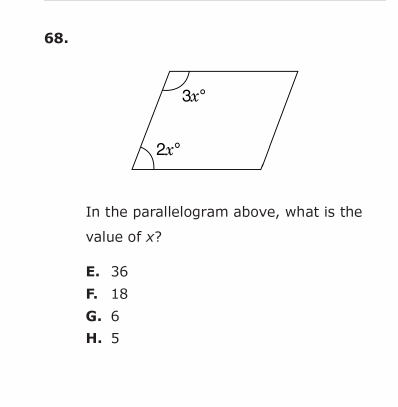 68.
3x°
2x°
In the parallelogram above, what is the
value of x?
E. 36
F. 18
G. 6
H. 5